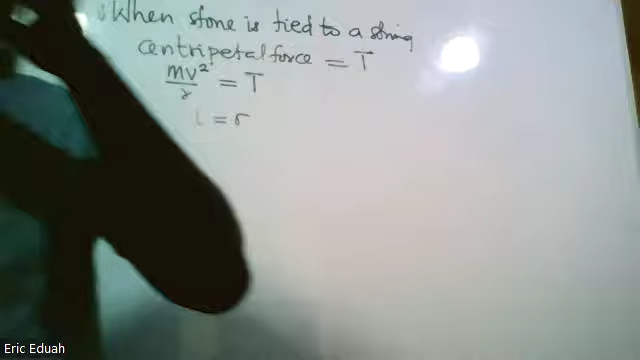 When stone is tied to a string
centripetal force = T
mv²/r = T
l = r
Eric Eduah